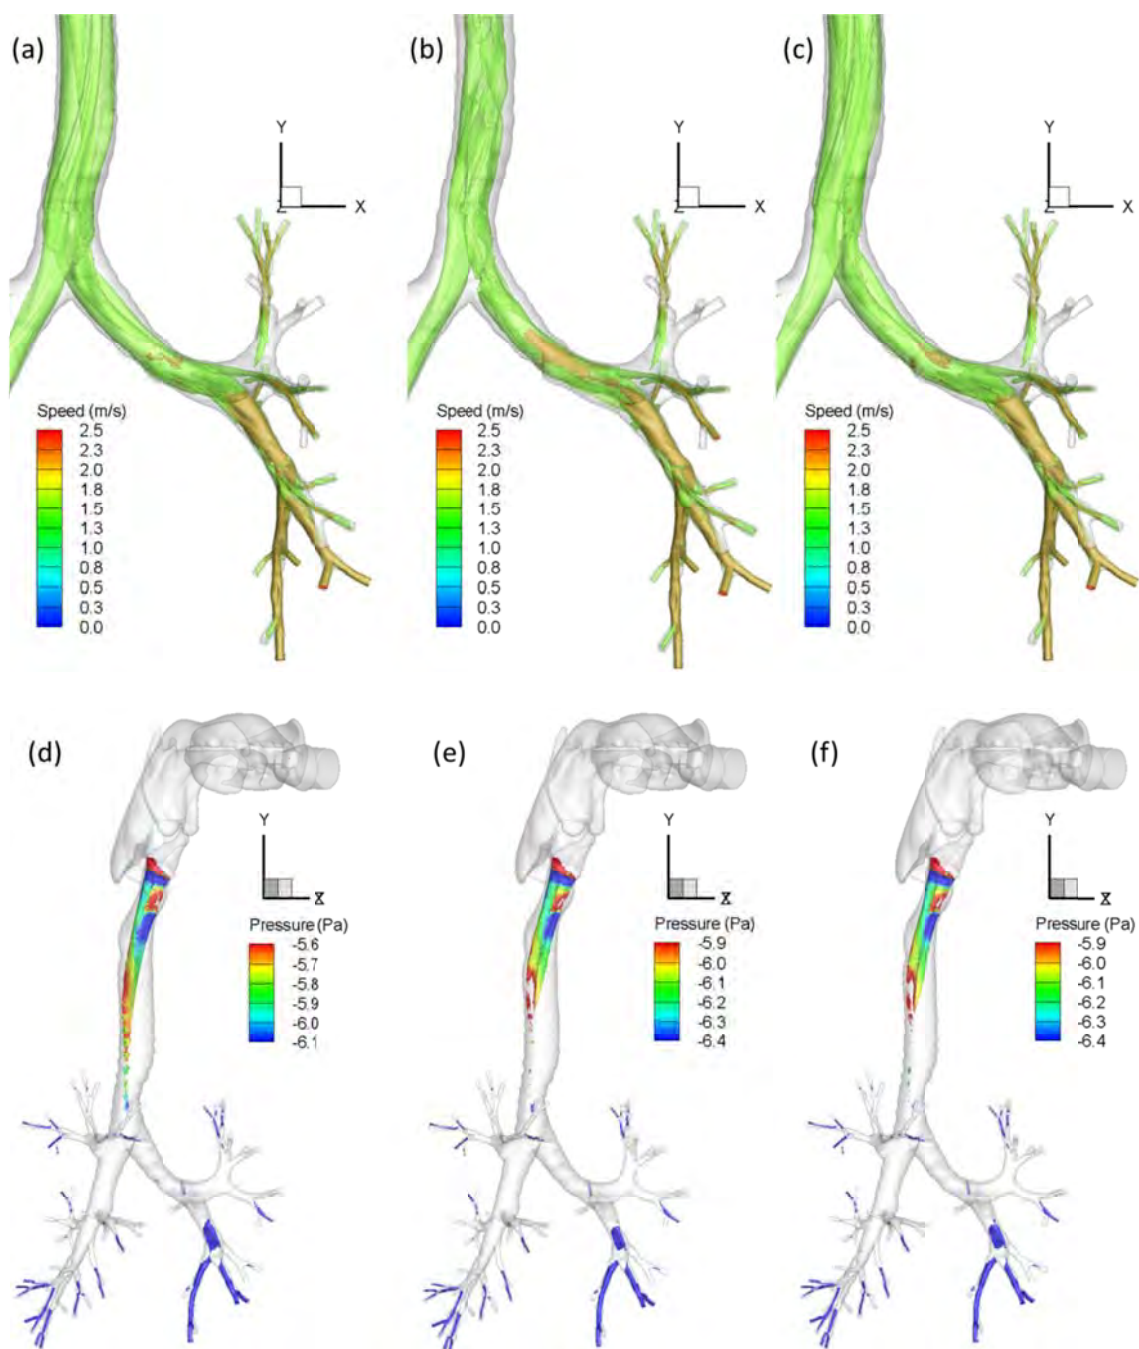 (a)
(b)
(c)
Y
X
Z
Y
X
Z
Y
X
Z
Speed (m/s)
2.5
2.3
2.0
1.8
1.5
1.3
1.0
0.8
0.5
0.3
0.0
Speed (m/s)
2.5
2.3
2.0
1.8
1.5
1.3
1.0
0.8
0.5
0.3
0.0
Speed (m/s)
2.5
2.3
2.0
1.8
1.5
1.3
1.0
0.8
0.5
0.3
0.0
(d)
(e)
(f)
Y
X
Y
X
Y
X
Pressure (Pa)
-5.6
-5.7
-5.8
-5.9
-6.0
-6.1
Pressure (Pa)
-5.9
-6.0
-6.1
-6.2
-6.3
-6.4
Pressure (Pa)
-5.9
-6.0
-6.1
-6.2
-6.3
-6.4